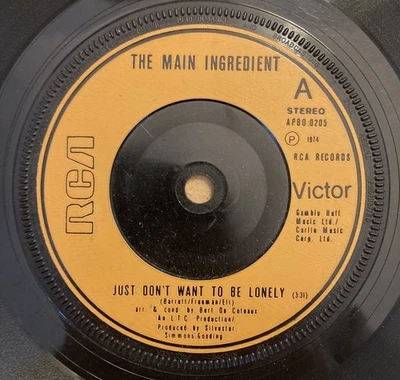 BROADCAS
THE MAIN INGREDIENT
A
STEREO
APBO 0205
P 1974
RCA RECORDS
RCA
Victor
Gamble Huff
Music Ltd./
Carlin Music
Corp. Ltd.
JUST DON'T WANT TO BE LONELY (3:31)
(Barrett/Freeman/Eli)
arr. & cond by Bert De Coteaux
An L.T.C. Production/
Produced by Silvester
Simmons, Gooding